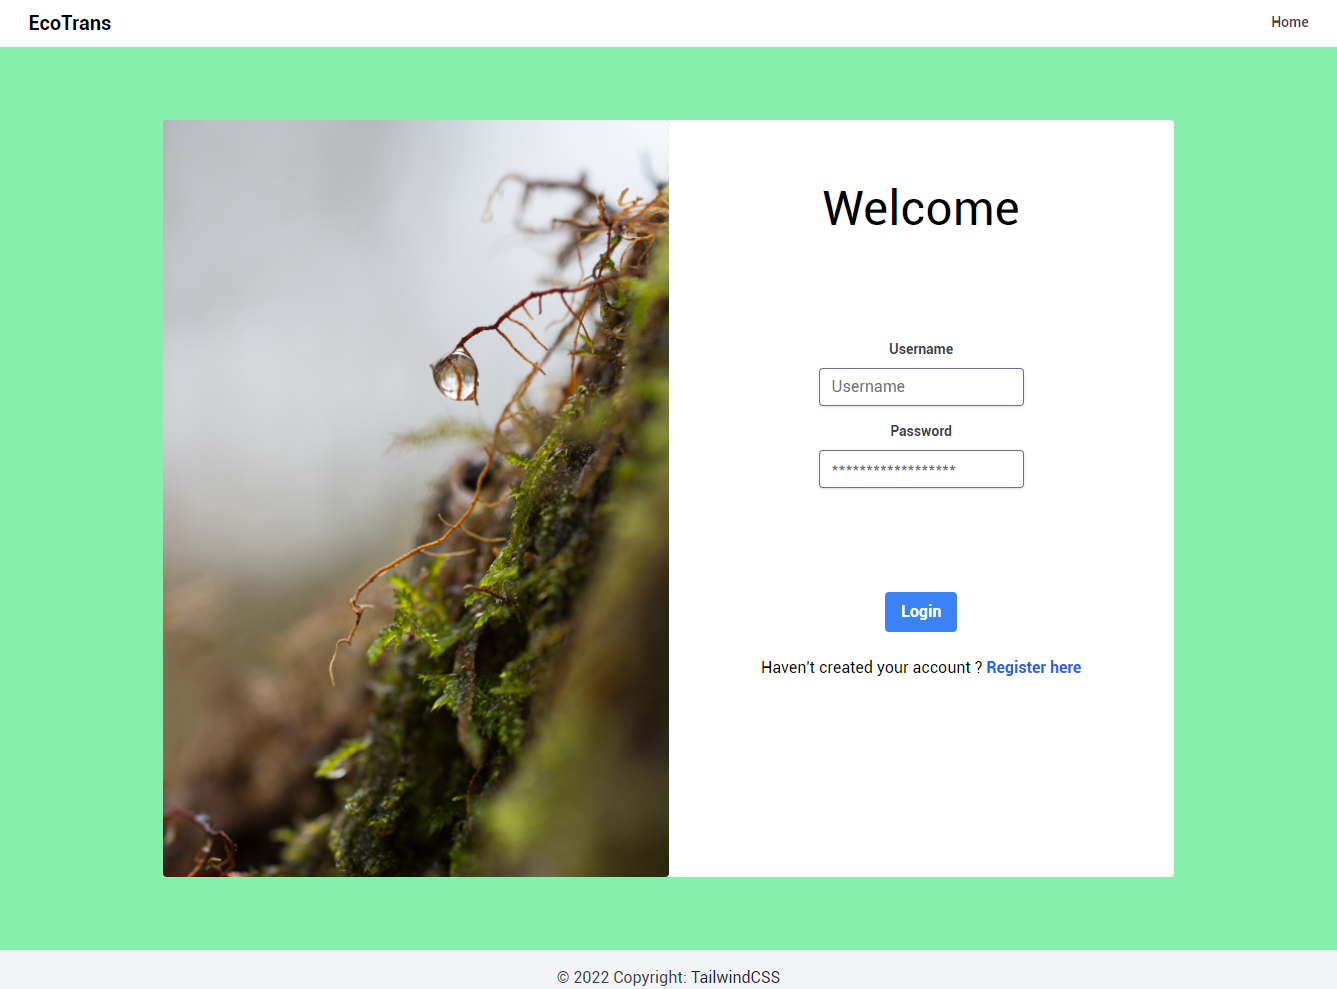 EcoTrans
Home
Welcome
Username
Username
Password
******************
Login
Haven't created your account ? Register here
© 2022 Copyright: TailwindCSS